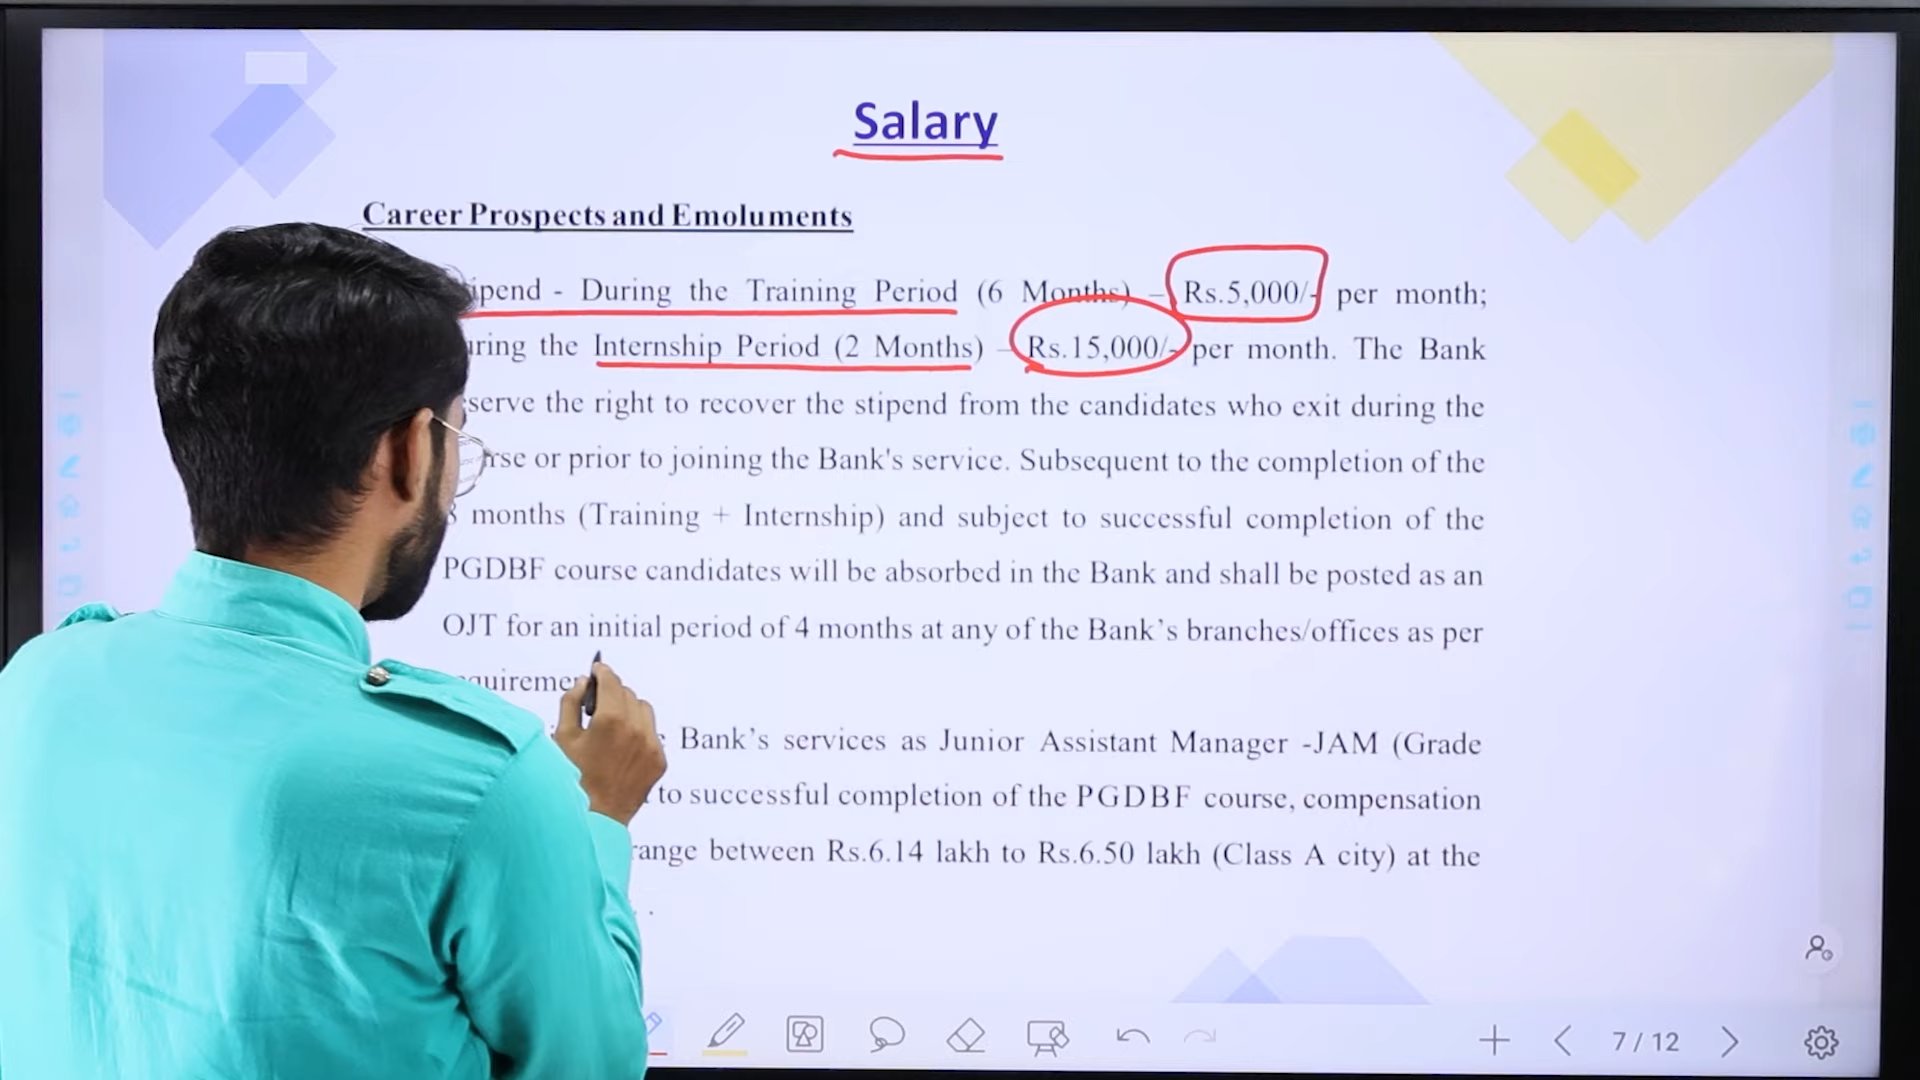 Salary
Career Prospects and Emoluments
- During the Training Period (6 Months) – Rs.5,000/- per month;
the Internship Period (2 Months) – Rs.15,000/- per month. The Bank
the right to recover the stipend from the candidates who exit during the
or prior to joining the Bank's service. Subsequent to the completion of the
months (Training + Internship) and subject to successful completion of the
PGDBF course candidates will be absorbed in the Bank and shall be posted as an
OJT for an initial period of 4 months at any of the Bank's branches/offices as per
Bank's services as Junior Assistant Manager -JAM (Grade
to successful completion of the PGDBF course, compensation
between Rs.6.14 lakh to Rs.6.50 lakh (Class A city) at the
7 / 12